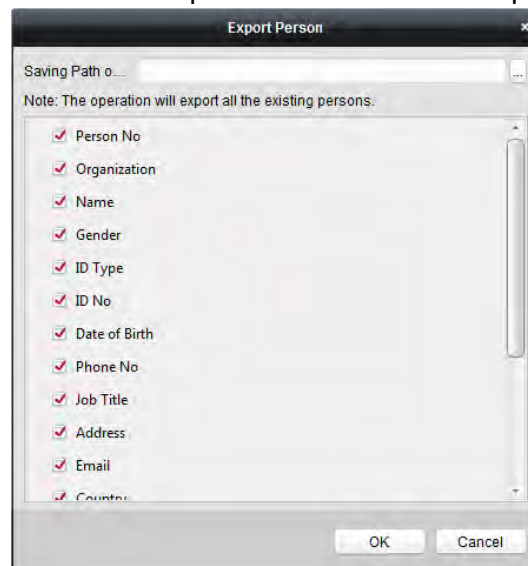 Export Person
Saving Path o...
Note: The operation will export all the existing persons.
Person No
Organization
Name
Gender
ID Type
ID No
Date of Birth
Phone No
Job Title
Address
Email
Country
OK Cancel